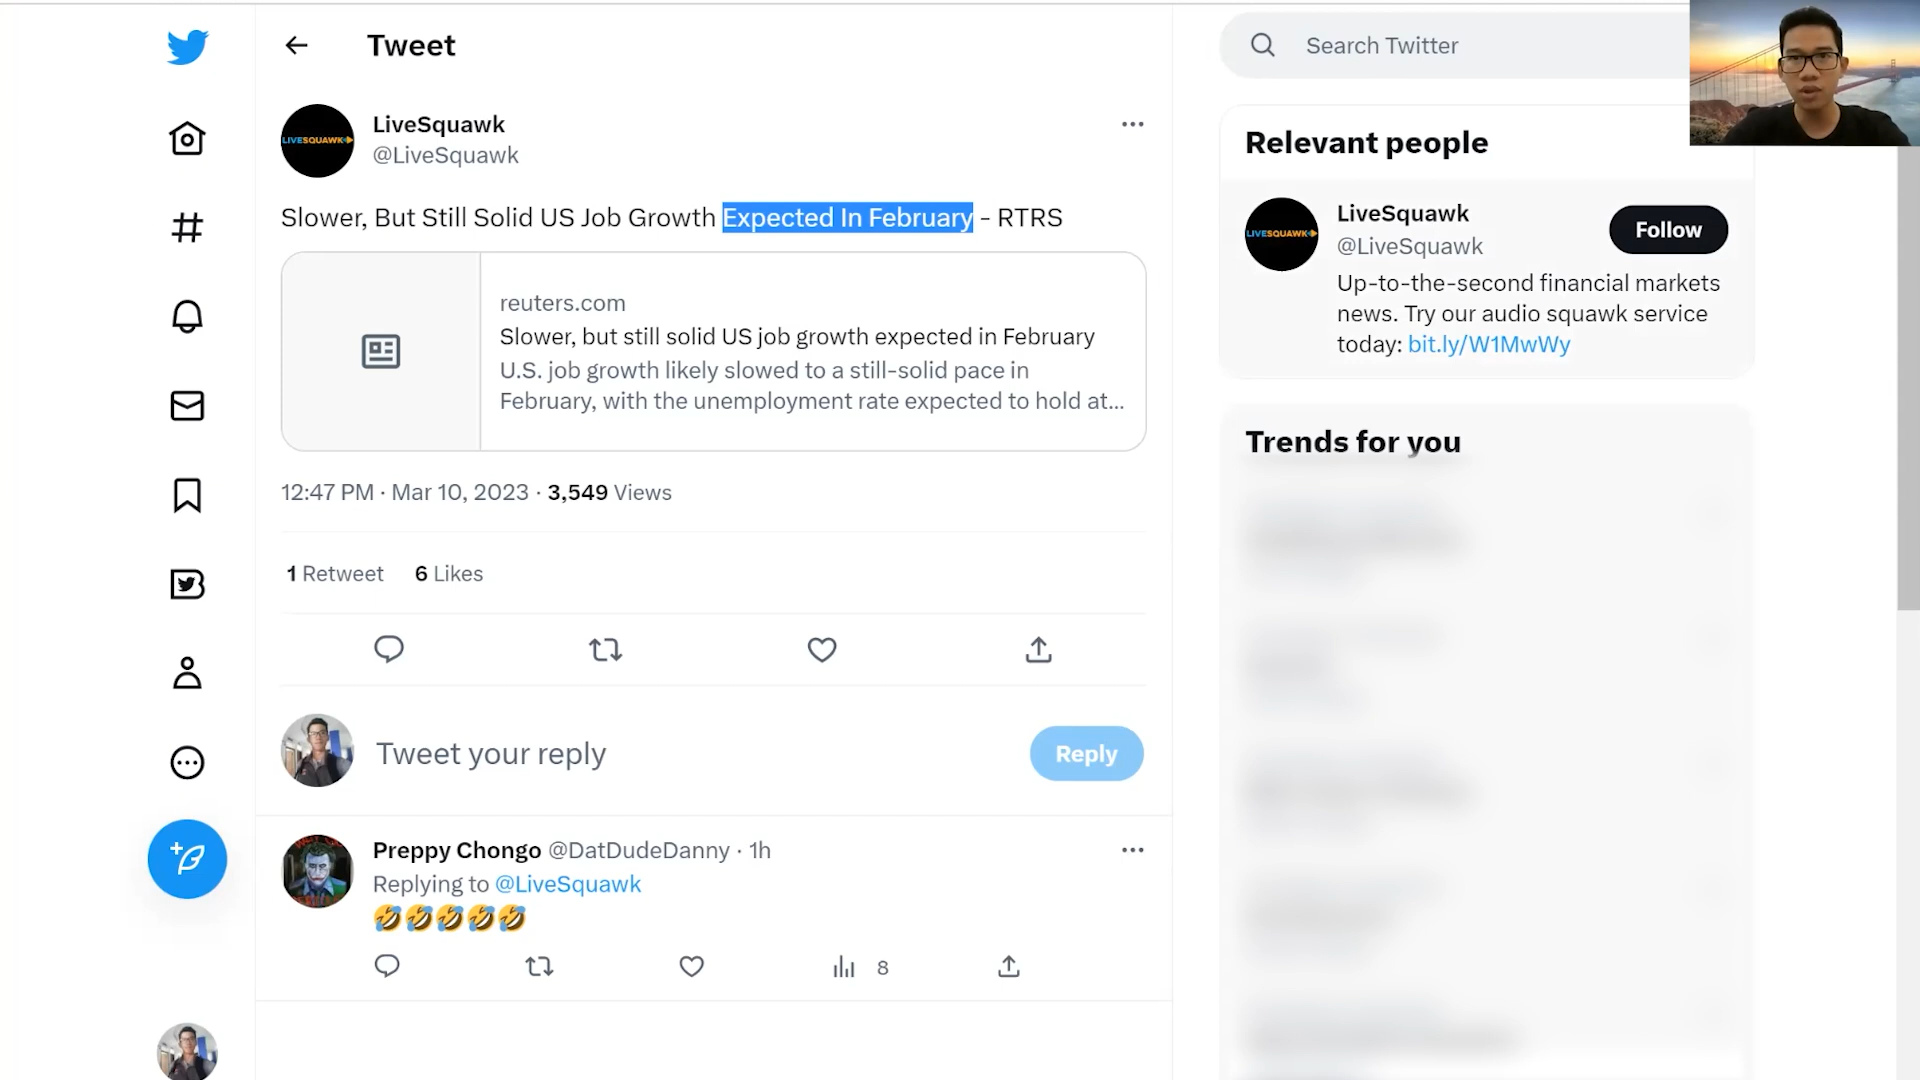 Tweet
Search Twitter
LIVESQUAWK
LiveSquawk
@LiveSquawk
Slower, But Still Solid US Job Growth Expected In February - RTRS
reuters.com
Slower, but still solid US job growth expected in February
U.S. job growth likely slowed to a still-solid pace in
February, with the unemployment rate expected to hold at...
12:47 PM · Mar 10, 2023 · 3,549 Views
1 Retweet 6 Likes
Tweet your reply
Reply
Preppy Chongo @DatDudeDanny · 1h
Replying to @LiveSquawk
🤣🤣🤣🤣🤣
8
Relevant people
LIVESQUAWK
LiveSquawk
@LiveSquawk
Follow
Up-to-the-second financial markets
news. Try our audio squawk service
today: bit.ly/W1MwWy
Trends for you